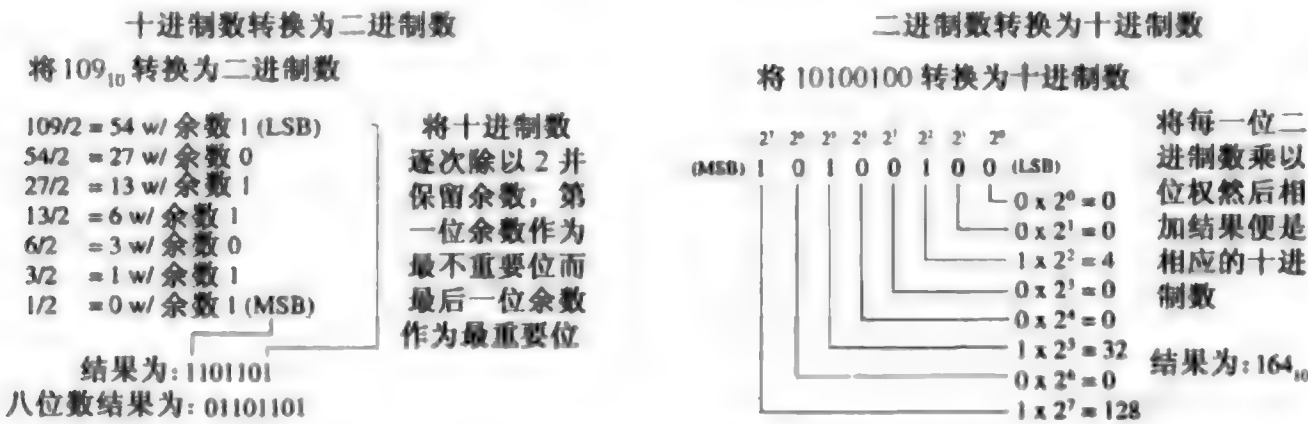 十进制数转换为二进制数
将 109₁₀ 转换为二进制数
109/2 = 54 w/ 余数 1 (LSB)
54/2 = 27 w/ 余数 0
27/2 = 13 w/ 余数 1
13/2 = 6 w/ 余数 1
6/2 = 3 w/ 余数 0
3/2 = 1 w/ 余数 1
1/2 = 0 w/ 余数 1 (MSB)
结果为: 1101101
八位数结果为: 01101101
将十进制数
逐次除以 2 并
保留余数，第
一位余数作为
最不重要位而
最后一位余数
作为最重要位
二进制数转换为十进制数
将 10100100 转换为十进制数
2⁷ 2⁶ 2⁵ 2⁴ 2³ 2² 2¹ 2⁰
(MSB) 1 0 1 0 0 1 0 0 (LSB)
0 x 2⁰ = 0
0 x 2¹ = 0
1 x 2² = 4
0 x 2³ = 0
0 x 2⁴ = 0
1 x 2⁵ = 32
0 x 2⁶ = 0
1 x 2⁷ = 128
将每一位二
进制数乘以
位权然后相
加结果便是
相应的十进
制数
结果为: 164₁₀